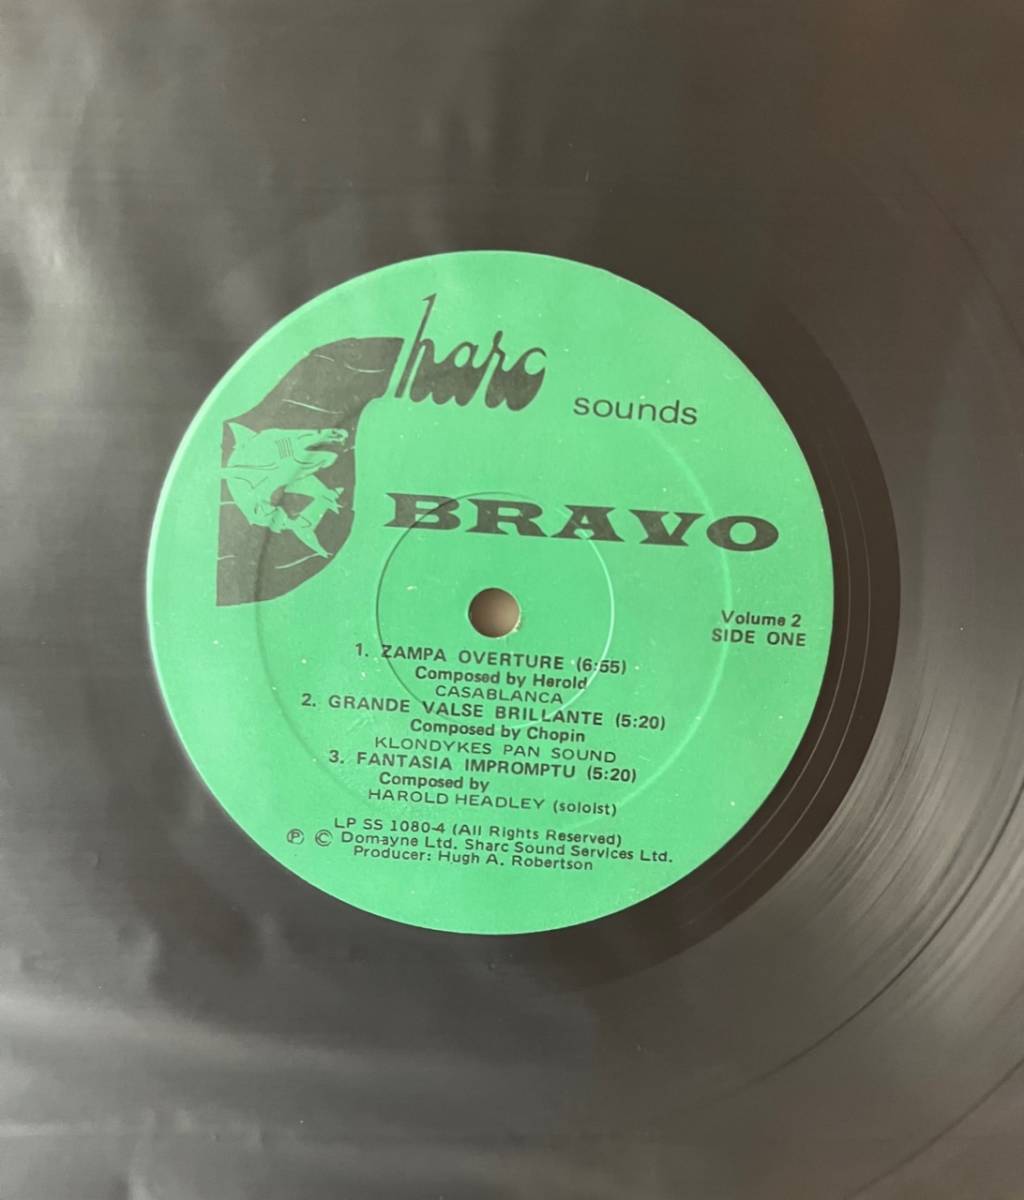 Sharc sounds
BRAVO
Volume 2
SIDE ONE
1. ZAMPA OVERTURE (6:55)
Composed by Herold
CASABLANCA
2. GRANDE VALSE BRILLANTE (5:20)
Composed by Chopin
KLONDYKES PAN SOUND
3. FANTASIA IMPROMPTU (5:20)
Composed by
HAROLD HEADLEY (soloist)
LP SS 1080-4 (All Rights Reserved)
Ⓟ © Domayne Ltd. Sharc Sound Services Ltd.
Producer: Hugh A. Robertson